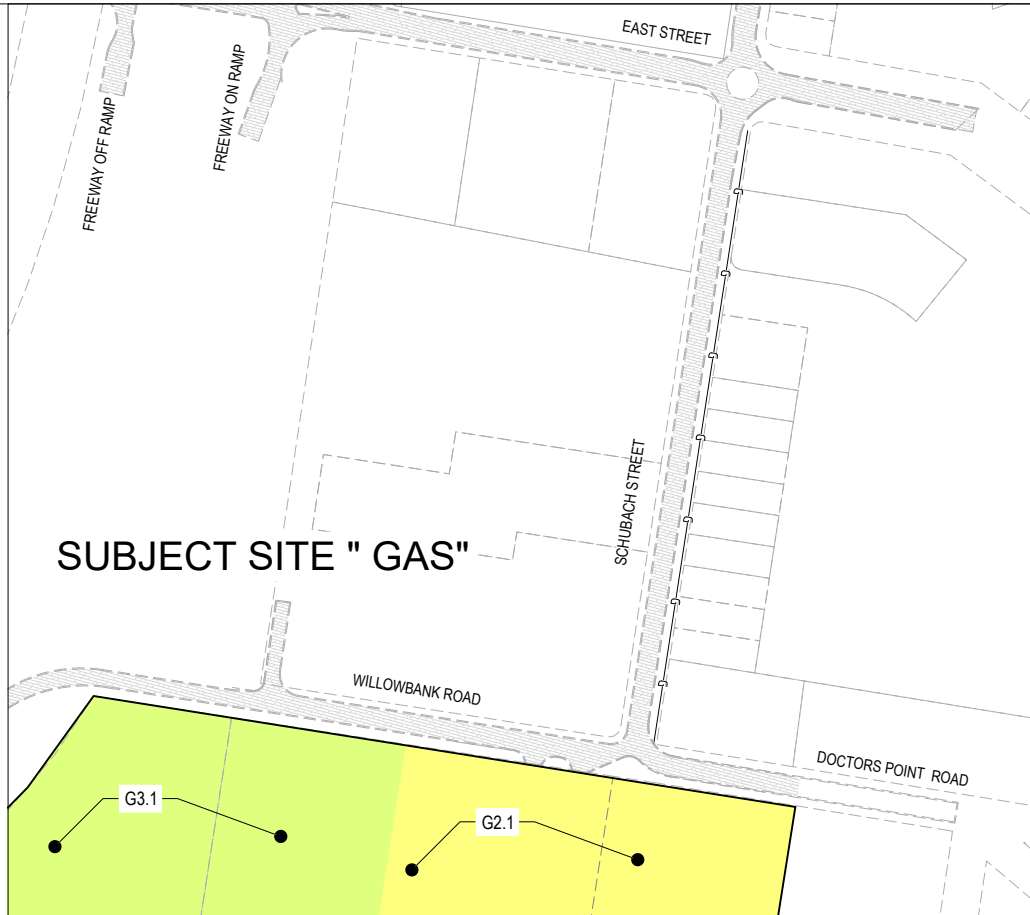 EAST STREET
FREEWAY ON RAMP
FREEWAY OFF RAMP
G
G
G
G
SCHUBACH STREET
G
SUBJECT SITE " GAS"
G
G
WILLOWBANK ROAD
DOCTORS POINT ROAD
G3.1
G2.1